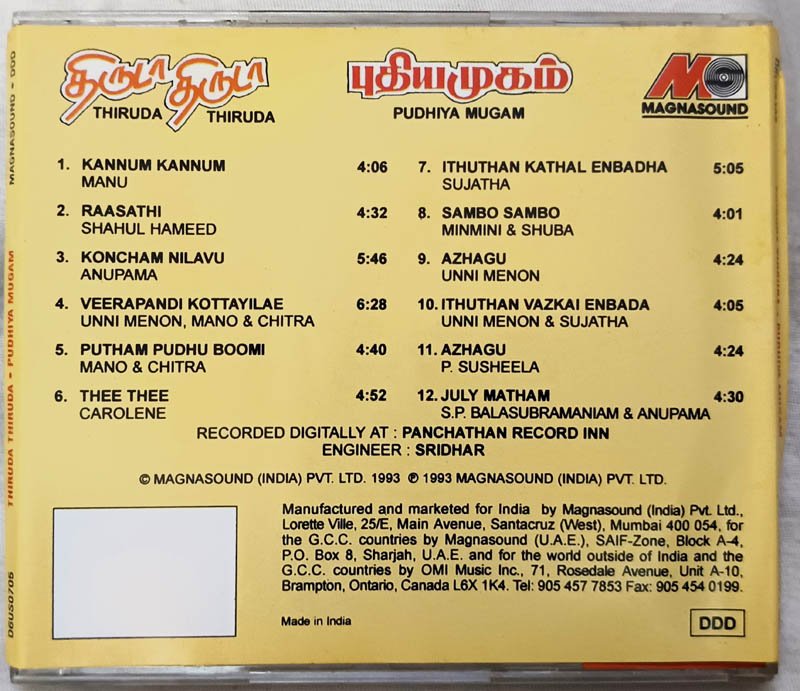 திருடா திருடா
THIRUDA THIRUDA
புதியமுகம்
PUDHIYA MUGAM
MAGNASOUND
1. KANNUM KANNUM 4:06
MANU
2. RAASATHI 4:32
SHAHUL HAMEED
3. KONCHAM NILAVU 5:46
ANUPAMA
4. VEERAPANDI KOTTAYILAE 6:28
UNNI MENON, MANO & CHITRA
5. PUTHAM PUDHU BOOMI 4:40
MANO & CHITRA
6. THEE THEE 4:52
CAROLENE
7. ITHUTHAN KATHAL ENBADHA 5:05
SUJATHA
8. SAMBO SAMBO 4:01
MINMINI & SHUBA
9. AZHAGU 4:24
UNNI MENON
10. ITHUTHAN VAZKAI ENBADA 4:05
UNNI MENON & SUJATHA
11. AZHAGU 4:24
P. SUSHEELA
12. JULY MATHAM 4:30
S.P. BALASUBRAMANIAM & ANUPAMA
RECORDED DIGITALLY AT : PANCHATHAN RECORD INN
ENGINEER : SRIDHAR
© MAGNASOUND (INDIA) PVT. LTD. 1993 ℗ 1993 MAGNASOUND (INDIA) PVT. LTD.
Manufactured and marketed for India by Magnasound (India) Pvt. Ltd.,
Lorette Ville, 25/E, Main Avenue, Santacruz (West), Mumbai 400 054, for
the G.C.C. countries by Magnasound (U.A.E.), SAIF-Zone, Block A-4,
P.O. Box 8, Sharjah, U.A.E. and for the world outside of India and the
G.C.C. countries by OMI Music Inc., 71, Rosedale Avenue, Unit A-10,
Brampton, Ontario, Canada L6X 1K4. Tel: 905 457 7853 Fax: 905 454 0199.
Made in India
DDD
MAGNASOUND - DDD
THIRUDA THIRUDA - PUDHIYA MUGAM
D6USO705